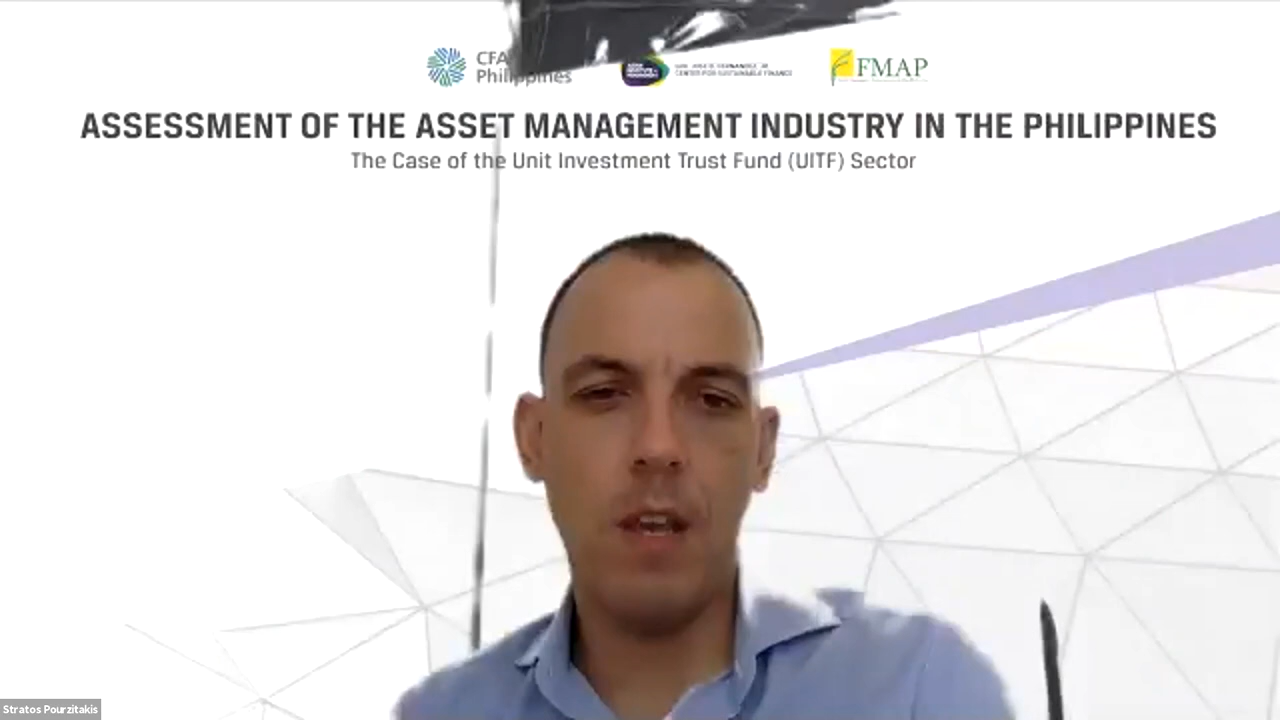 CFA
Philippines
FMAP
ASSESSMENT OF THE ASSET MANAGEMENT INDUSTRY IN THE PHILIPPINES
The Case of the Unit Investment Trust Fund (UITF) Sector
Stratos Pourzitakis